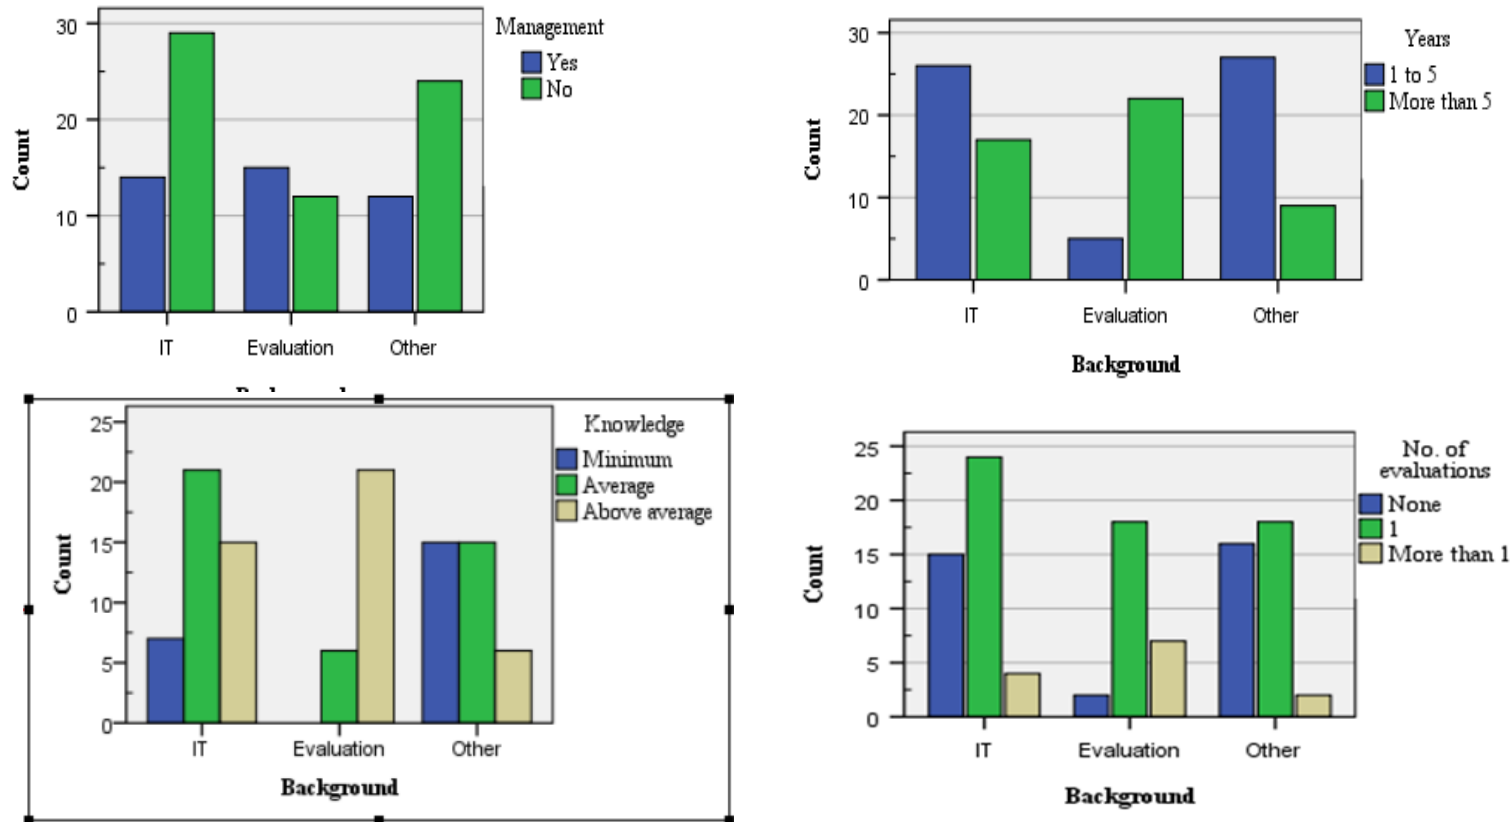 30
20
10
0
Count
IT
Evaluation
Other
Management
Yes
No
30
20
10
0
Count
IT
Evaluation
Other
Background
Years
1 to 5
More than 5
25
20
15
10
5
0
Count
IT
Evaluation
Other
Background
Knowledge
Minimum
Average
Above average
25
20
15
10
5
0
Count
IT
Evaluation
Other
Background
No. of
evaluations
None
1
More than 1